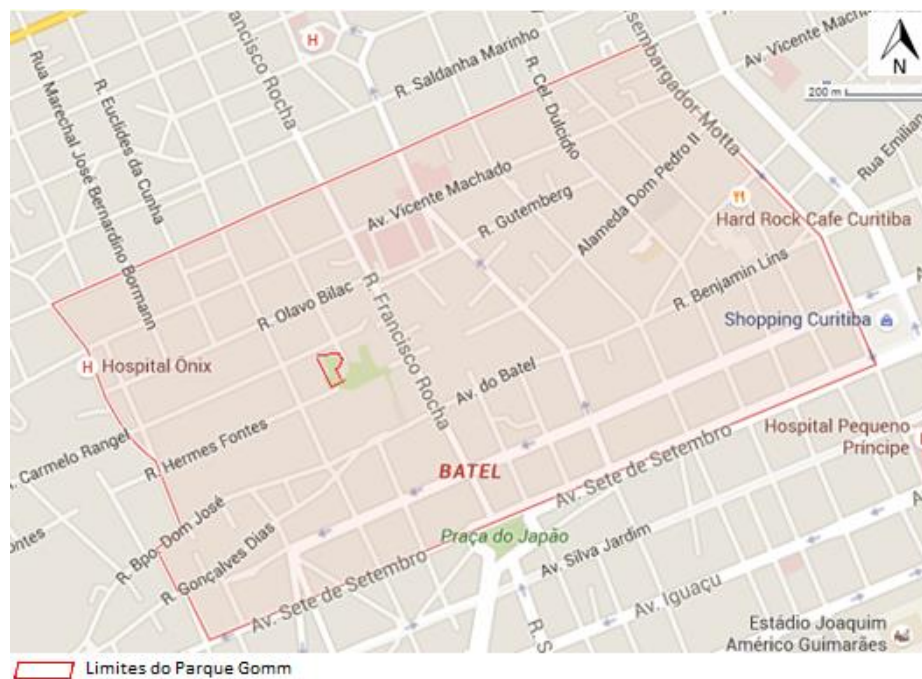 Francisco Rocha
H
R. Saldanha Marinho
R. Cel. Dulcídio
sembargador-Motta
Av. Vicente Machado
N
200 m
Rua Marechal José Bernardino Bormann
R. Euclides da Cunha
Rua Emilian
Alameda Dom Pedro II
Av. Vicente Machado
R. Gutemberg
Hard Rock Cafe Curitiba
R. Olavo Bilac
R. Francisco Rocha
R. Benjamin Lins
Shopping Curitiba
A
H
Hospital Ônix
Av. do Batel
. Carmelo Rangel
R. Hermes Fontes
Hospital Pequeno
Príncipe
BATEL
Av. Sete de Setembro
ontes
R. Bpo-Dom José
R. Gonçalves Dias
Praça do Japão
Av. Silva Jardim
A
Av. Sete de Setembro
Av. Iguaçu
R. S
Estádio Joaquim
Américo Guimarães
Limites do Parque Gomm